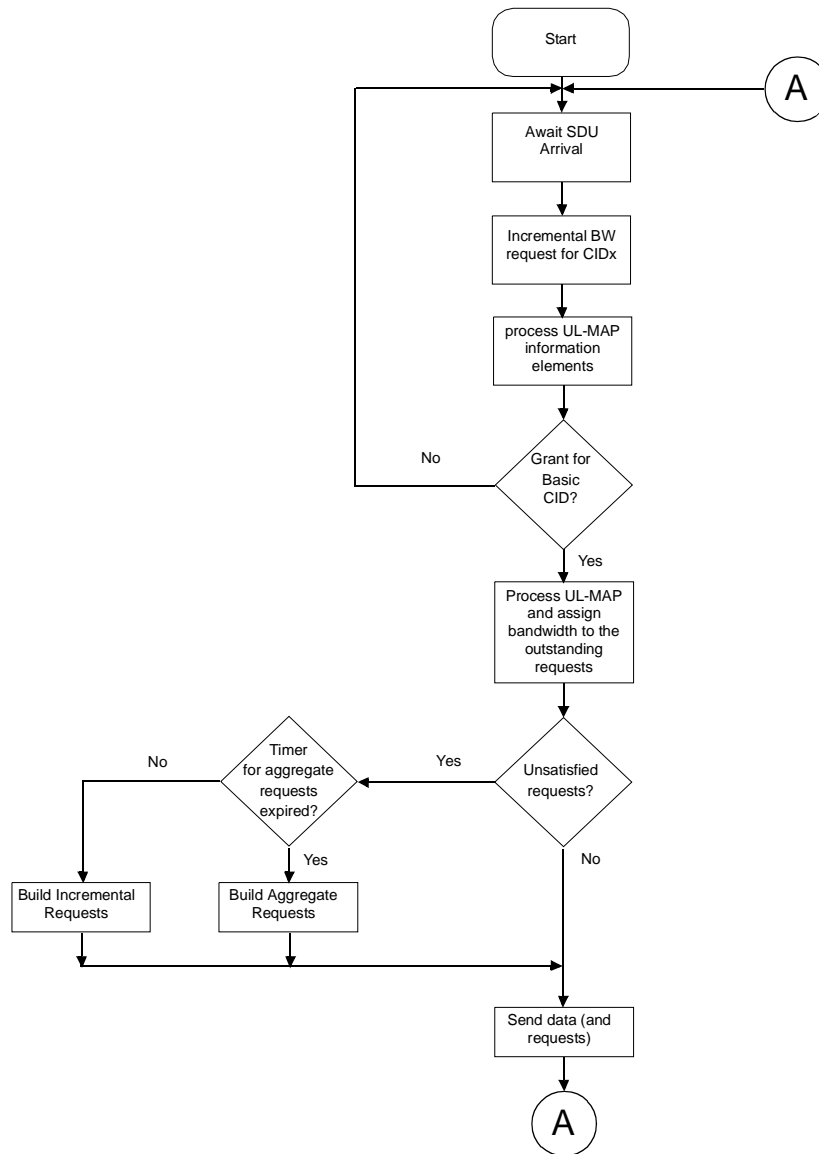 Start
A
Await SDU
Arrival
Incremental BW
request for CIDx
process UL-MAP
information
elements
No
Grant for
Basic
CID?
Yes
Process UL-MAP
and assign
bandwidth to the
outstanding
requests
No
Timer
for aggregate
requests
expired?
Yes
Unsatisfied
requests?
Yes
No
Build Incremental
Requests
Build Aggregate
Requests
Send data (and
requests)
A